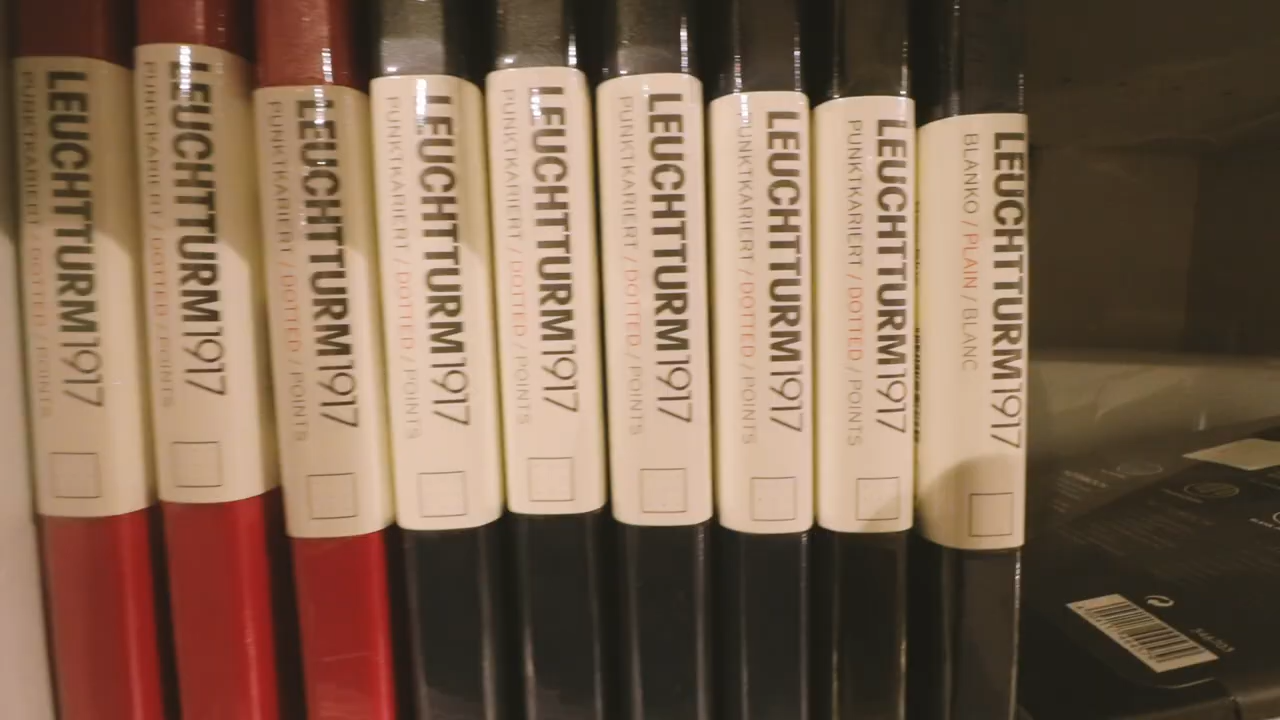 LEUCHTTURM1917
PUNKTKARIERT / DOTTED / POINTS
LEUCHTTURM1917
PUNKTKARIERT / DOTTED / POINTS
LEUCHTTURM1917
PUNKTKARIERT / DOTTED / POINTS
LEUCHTTURM1917
PUNKTKARIERT / DOTTED / POINTS
LEUCHTTURM1917
PUNKTKARIERT / DOTTED / POINTS
LEUCHTTURM1917
PUNKTKARIERT / DOTTED / POINTS
LEUCHTTURM1917
PUNKTKARIERT / DOTTED / POINTS
LEUCHTTURM1917
PUNKTKARIERT / DOTTED / POINTS
LEUCHTTURM1917
BLANKO / PLAIN / BLANC